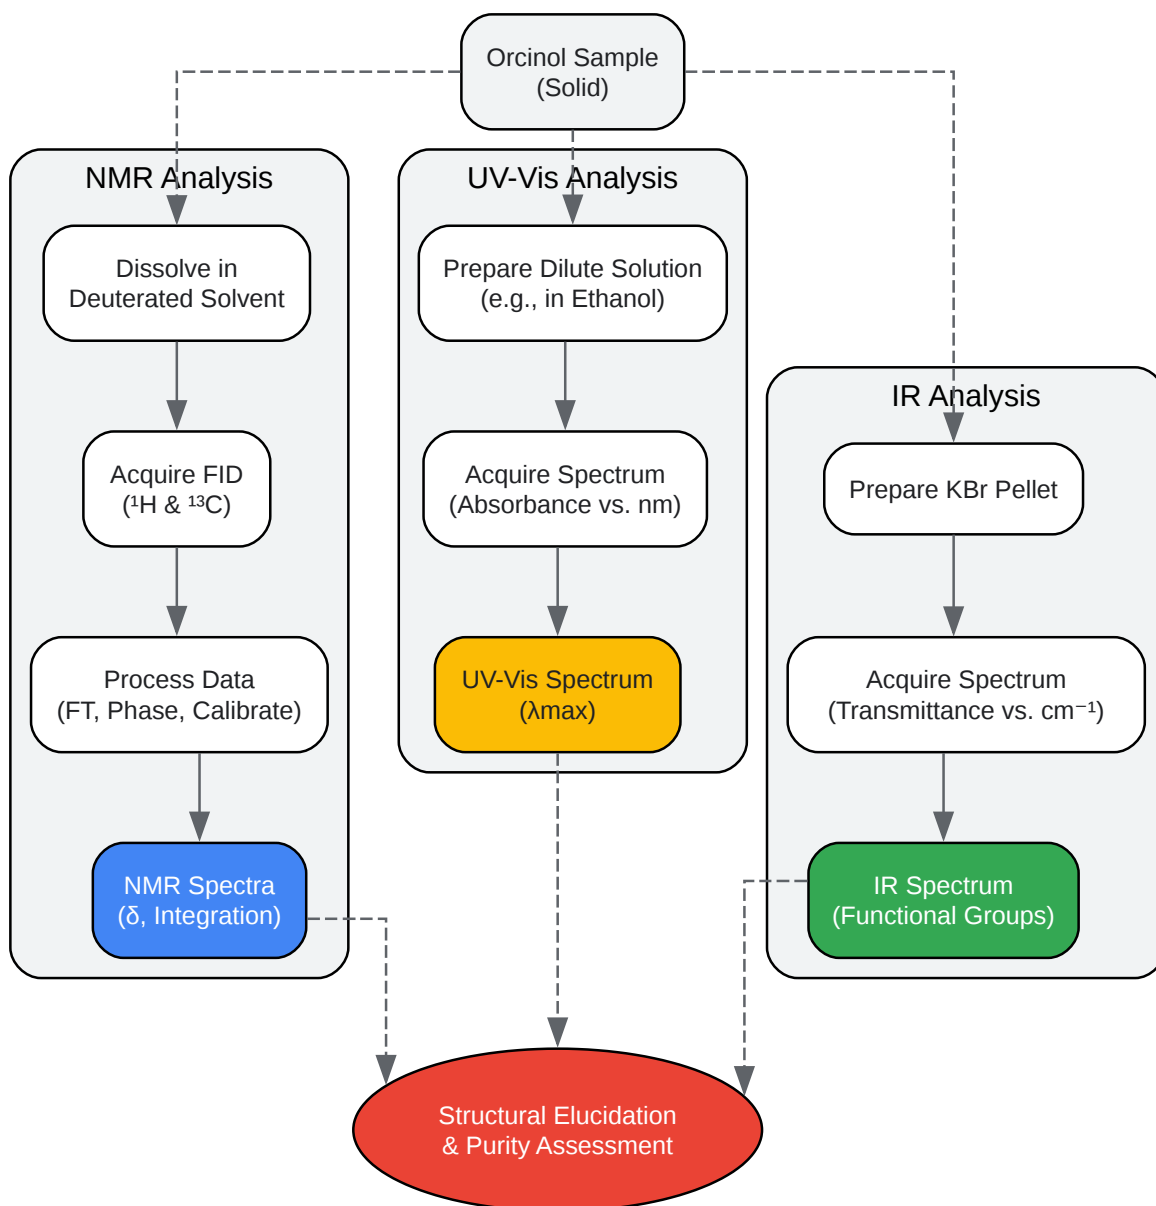 Orcinol Sample
(Solid)
NMR Analysis
Dissolve in
Deuterated Solvent
Acquire FID
(¹H & ¹³C)
Process Data
(FT, Phase, Calibrate)
NMR Spectra
(δ, Integration)
UV-Vis Analysis
Prepare Dilute Solution
(e.g., in Ethanol)
Acquire Spectrum
(Absorbance vs. nm)
UV-Vis Spectrum
(λmax)
IR Analysis
Prepare KBr Pellet
Acquire Spectrum
(Transmittance vs. cm⁻¹)
IR Spectrum
(Functional Groups)
Structural Elucidation
& Purity Assessment